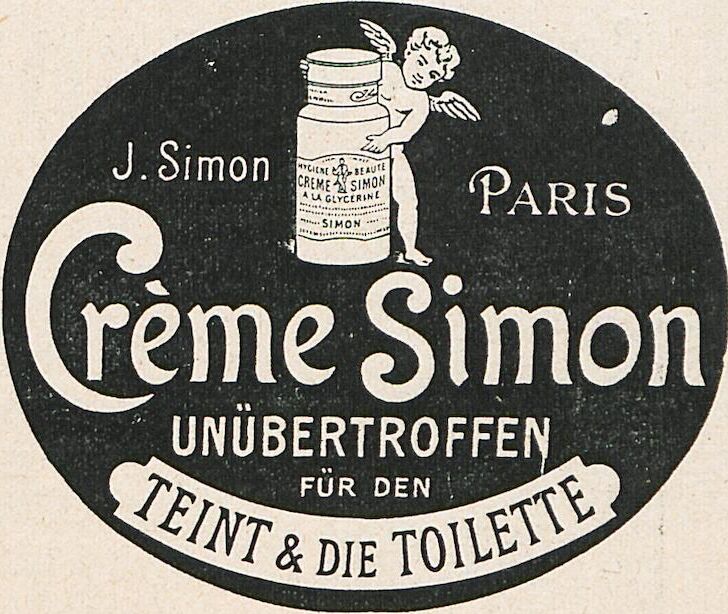 J. Simon
PARIS
HYGIENE BEAUTE
CREME SIMON
A LA GLYCERINE
SIMON
Crème Simon
UNÜBERTROFFEN
FÜR DEN
TEINT & DIE TOILETTE